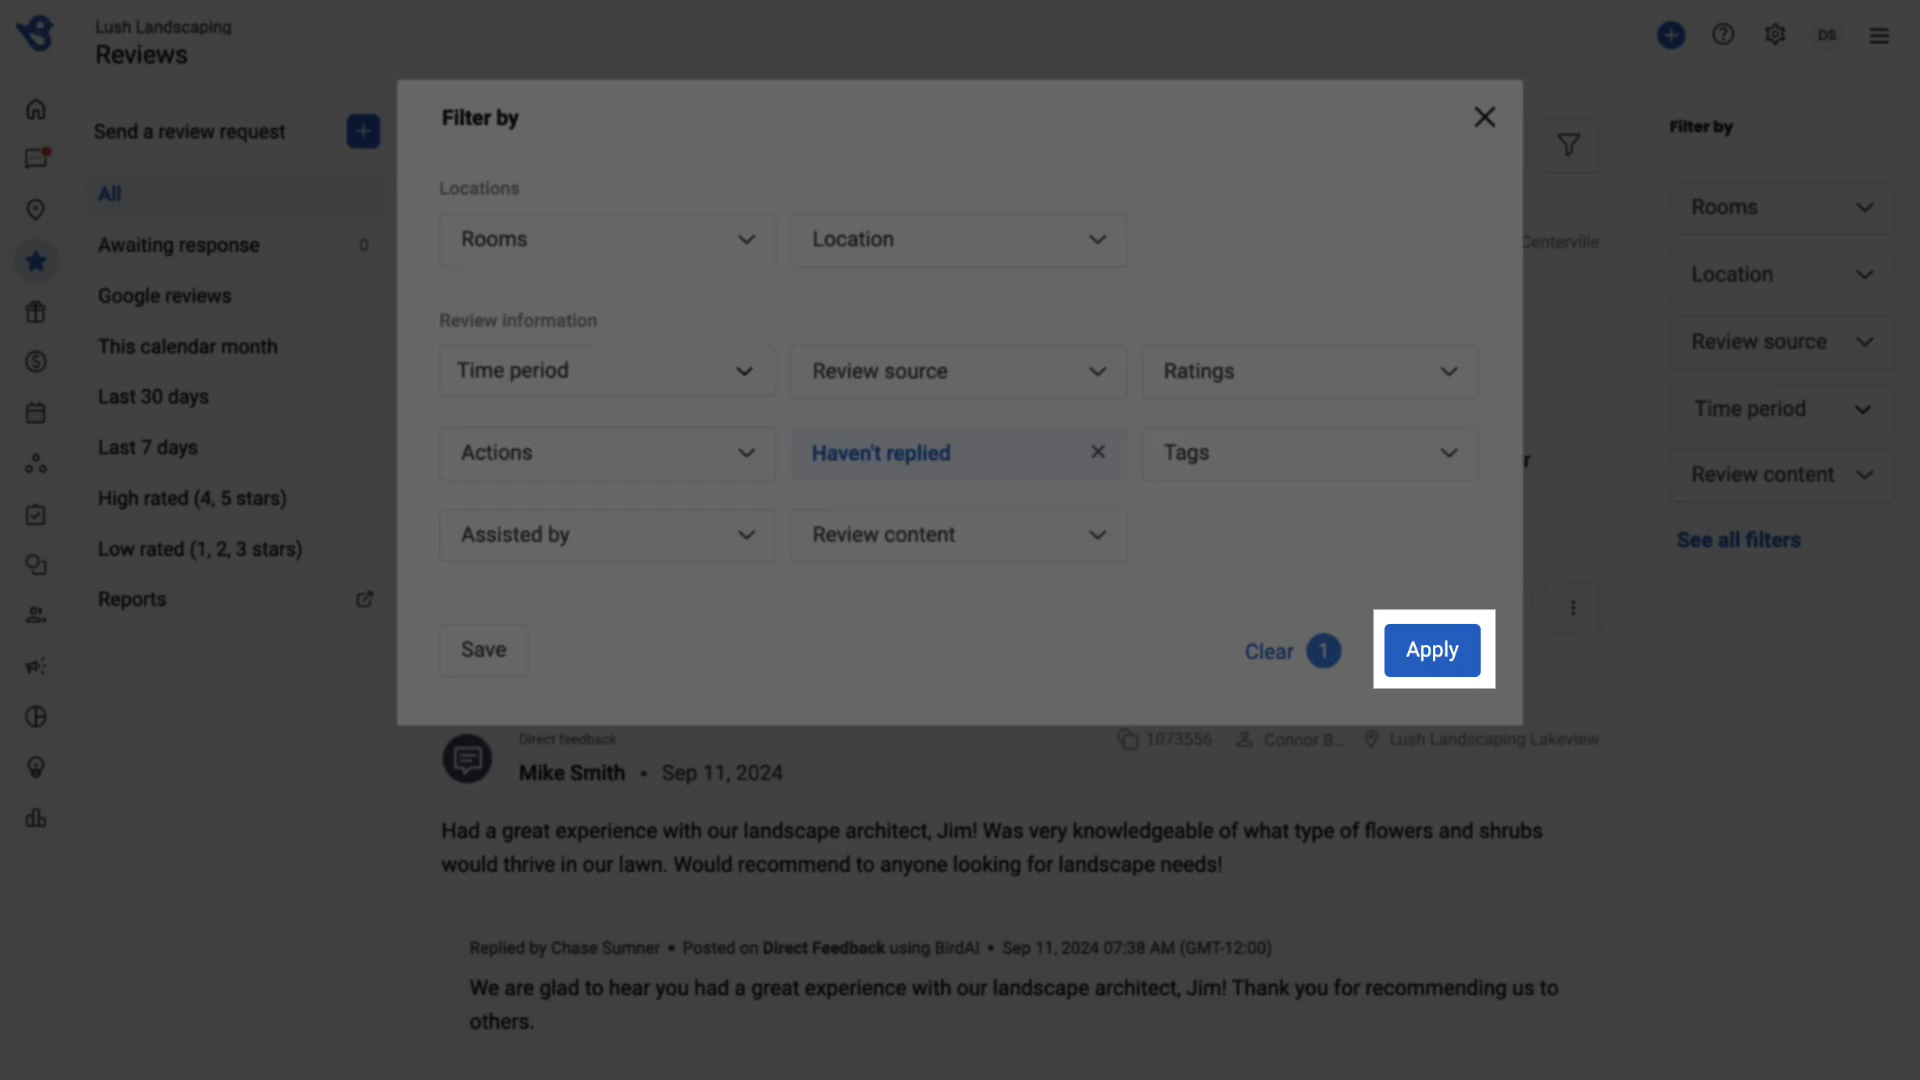 Lush Landscaping
Reviews
DS
Send a review request
All
Awaiting response 0
Google reviews
This calendar month
Last 30 days
Last 7 days
High rated (4, 5 stars)
Low rated (1, 2, 3 stars)
Reports
Filter by
Locations
Rooms Location
Review information
Time period Review source Ratings
Actions Haven't replied Tags
Assisted by Review content
Save Clear 1 Apply
Centerville
r
Direct feedback
1073556 Connor B... Lush Landscaping Lakeview
Mike Smith • Sep 11, 2024
Had a great experience with our landscape architect, Jim! Was very knowledgeable of what type of flowers and shrubs
would thrive in our lawn. Would recommend to anyone looking for landscape needs!
Replied by Chase Sumner • Posted on Direct Feedback using BirdAI • Sep 11, 2024 07:38 AM (GMT-12:00)
We are glad to hear you had a great experience with our landscape architect, Jim! Thank you for recommending us to
others.
Filter by
Rooms
Location
Review source
Time period
Review content
See all filters